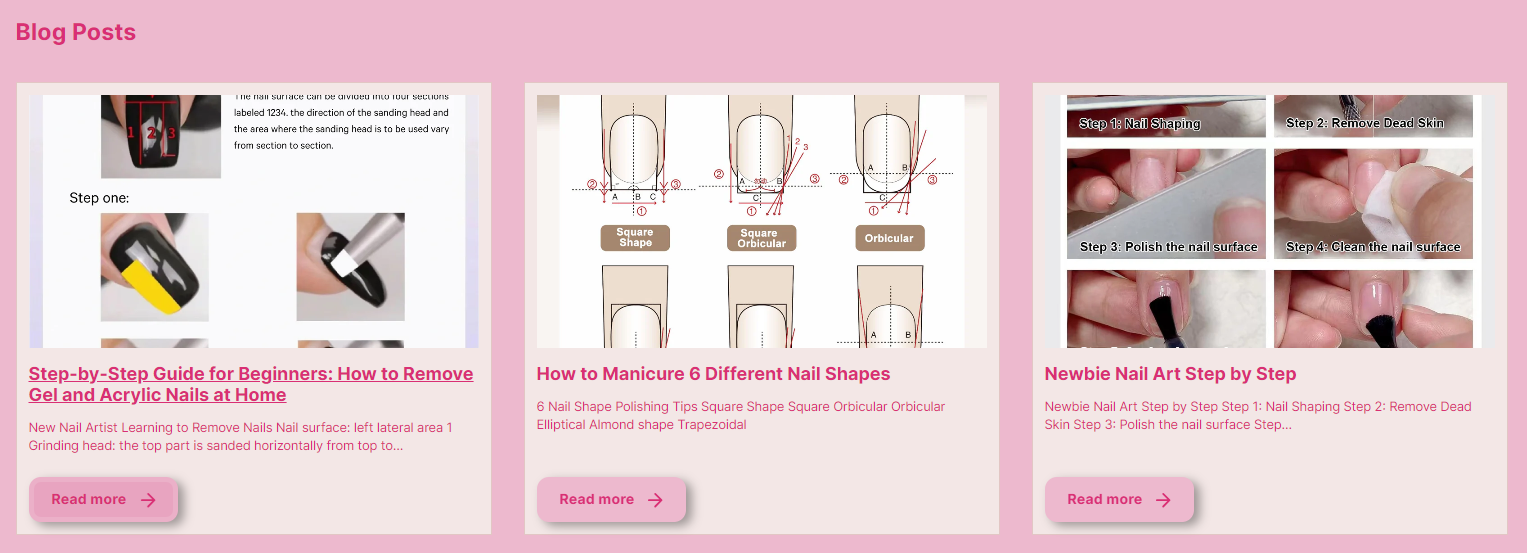 Blog Posts
The nail surface can be divided into four sections
labeled 1234. the direction of the sanding head and
the area where the sanding head is to be used vary
from section to section.
1 2 3
Step one:
Step-by-Step Guide for Beginners: How to Remove
Gel and Acrylic Nails at Home
New Nail Artist Learning to Remove Nails Nail surface: left lateral area 1
Grinding head: the top part is sanded horizontally from top to...
Read more
1
2
3
A B
A B
② ③
② ③
② ③
A B C
C
C
①
①
①
Square
Shape
Square
Orbicular
Orbicular
A B
How to Manicure 6 Different Nail Shapes
6 Nail Shape Polishing Tips Square Shape Square Orbicular Orbicular
Elliptical Almond shape Trapezoidal
Read more
Step 1: Nail Shaping
Step 2: Remove Dead Skin
Step 3: Polish the nail surface
Step 4: Clean the nail surface
Newbie Nail Art Step by Step
Newbie Nail Art Step by Step Step 1: Nail Shaping Step 2: Remove Dead
Skin Step 3: Polish the nail surface Step...
Read more